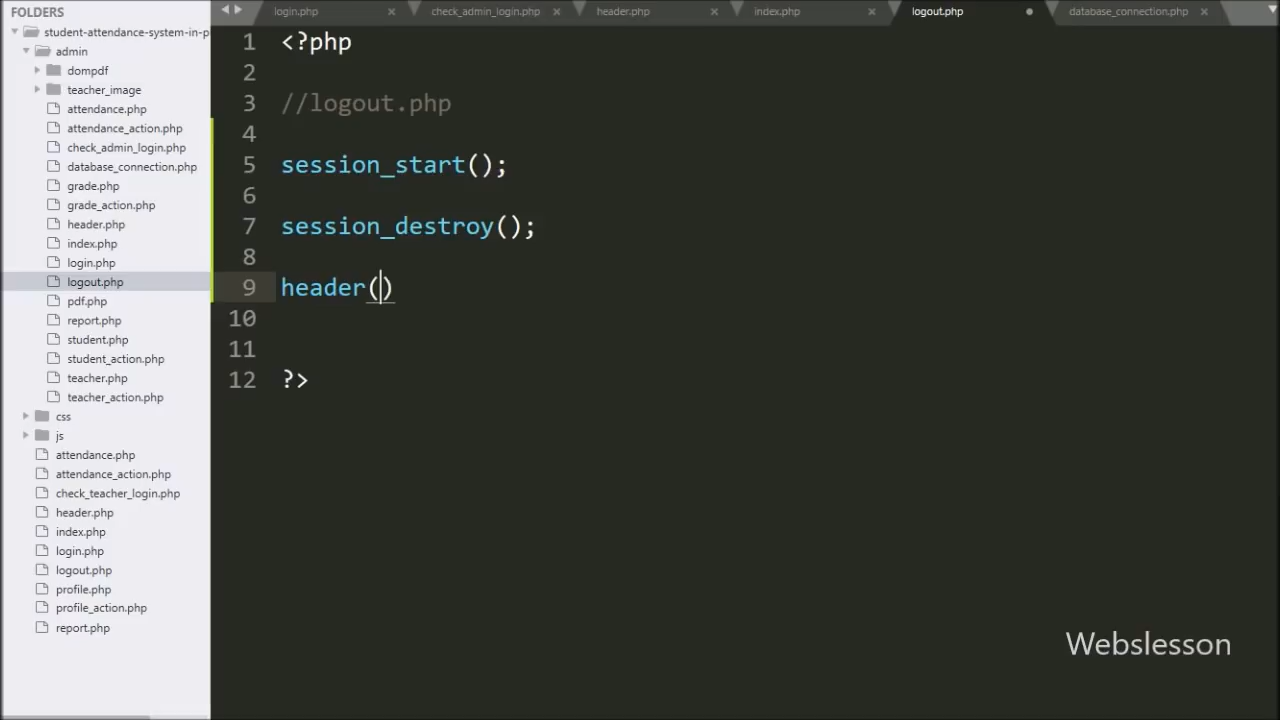 FOLDERS
student-attendance-system-in-p
admin
dompdf
teacher_image
attendance.php
attendance_action.php
check_admin_login.php
database_connection.php
grade.php
grade_action.php
header.php
index.php
login.php
logout.php
pdf.php
report.php
student.php
student_action.php
teacher.php
teacher_action.php
css
js
attendance.php
attendance_action.php
check_teacher_login.php
header.php
index.php
login.php
logout.php
profile.php
profile_action.php
report.php
login.php check_admin_login.php header.php index.php logout.php database_connection.php
1 <?php
2
3 //logout.php
4
5 session_start();
6
7 session_destroy();
8
9 header()
10
11
12 ?>
Webslesson